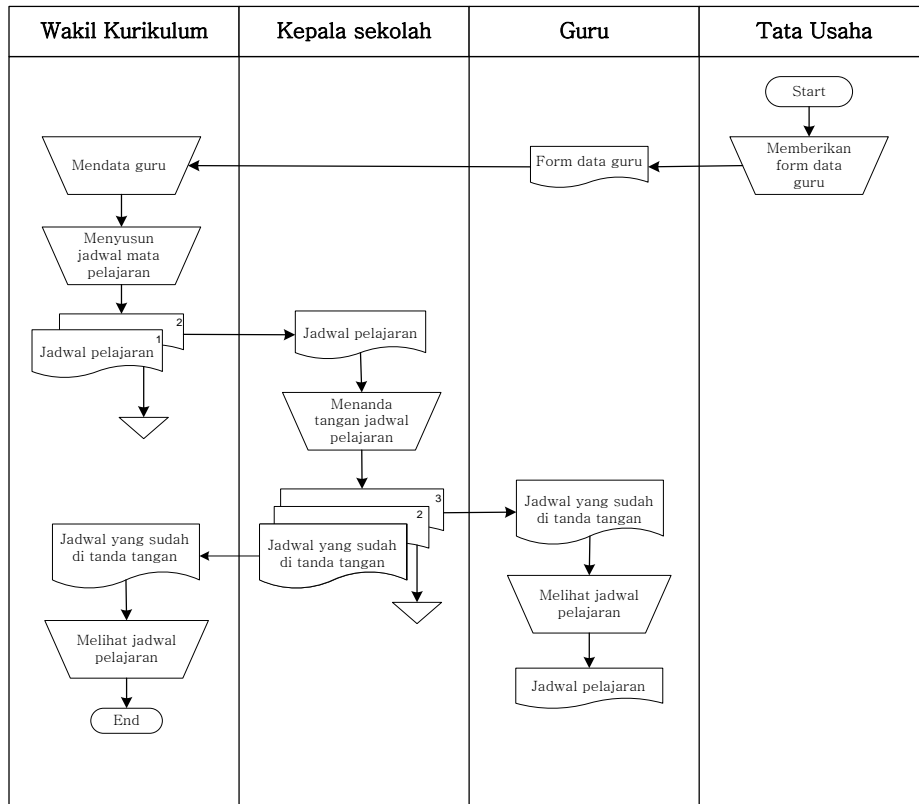 Wakil Kurikulum
Kepala sekolah
Guru
Tata Usaha
Start
Mendata guru
Form data guru
Memberikan
form data
guru
Menyusun
jadwal mata
pelajaran
2
Jadwal pelajaran
1
Jadwal pelajaran
Menanda
tangan jadwal
pelajaran
3
2
Jadwal yang sudah
di tanda tangan
Jadwal yang sudah
di tanda tangan
Jadwal yang sudah
di tanda tangan
Melihat jadwal
pelajaran
Melihat jadwal
pelajaran
Jadwal pelajaran
End